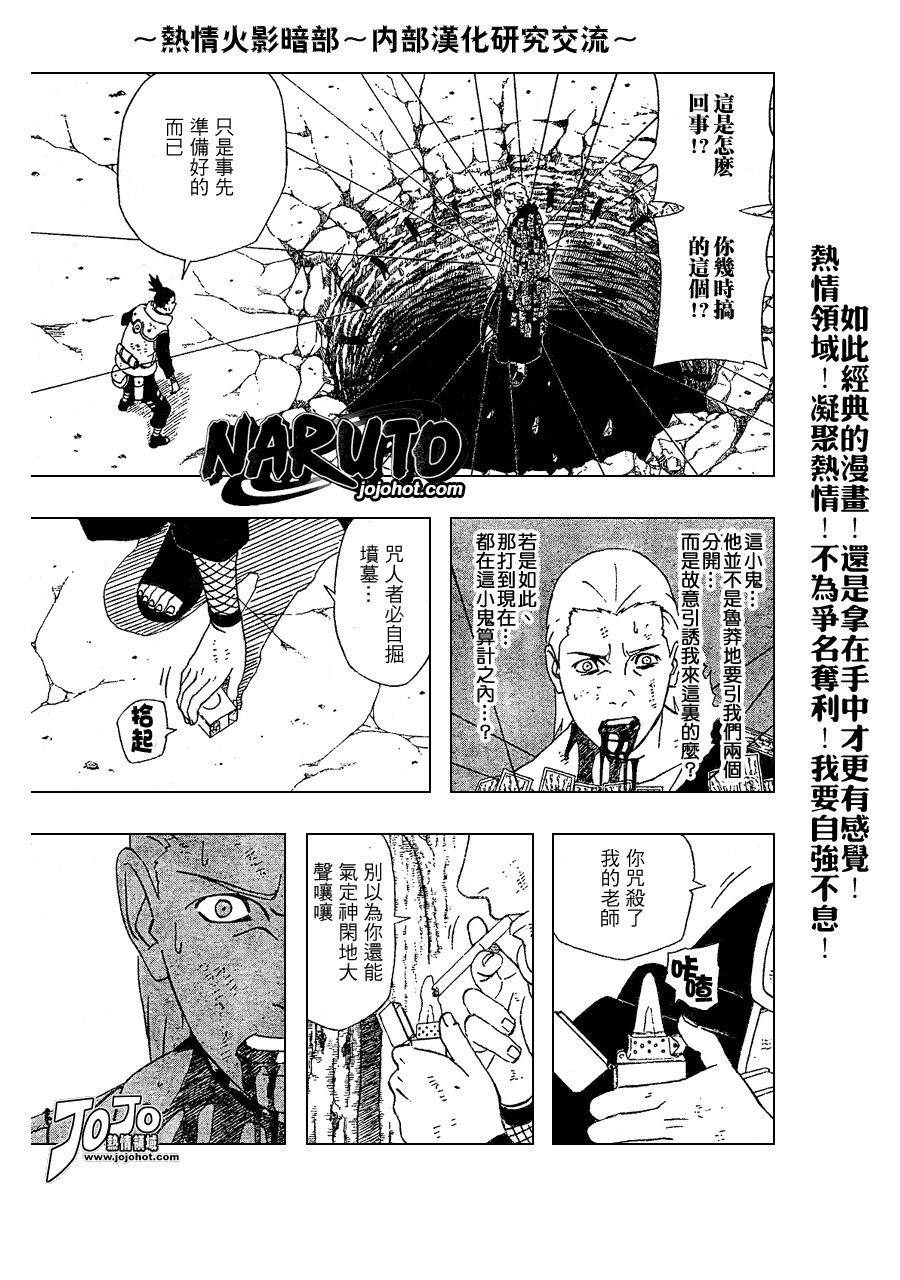 ～熱情火影暗部～內部漢化研究交流～
這是怎麽
回事!?
你幾時搞
的這個!?
只是事先
準備好的
而已
NARUTO
jojohot.com
這小鬼…
他並不是魯莽地要引我們兩個
分開…
而是故意引誘我來這裏的麼？
若是如此、
那打到現在…
都在這小鬼算計之內…？
咒人者必自掘
墳墓…
拾起
你咒殺了
我的老師
咔嗒
別以為你還能
氣定神閑地大
聲嚷嚷
JOJO
熱情領域
www.jojohot.com
如此經典的漫畫！還是拿在手中才更有感覺！
熱情領域！凝聚熱情！不為爭名奪利！我要自強不息！